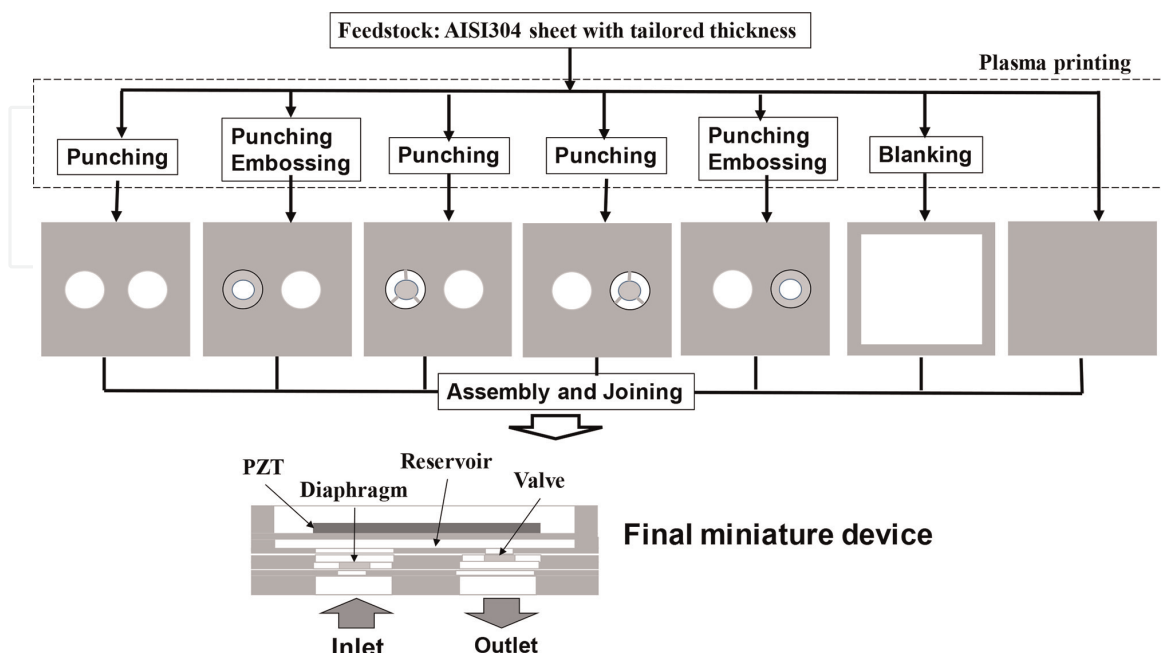 Feedstock: AISI304 sheet with tailored thickness
Plasma printing
Punching
Punching
Embossing
Punching
Punching
Punching
Embossing
Blanking
Assembly and Joining
PZT
Diaphragm
Reservoir
Valve
Final miniature device
Inlet
Outlet